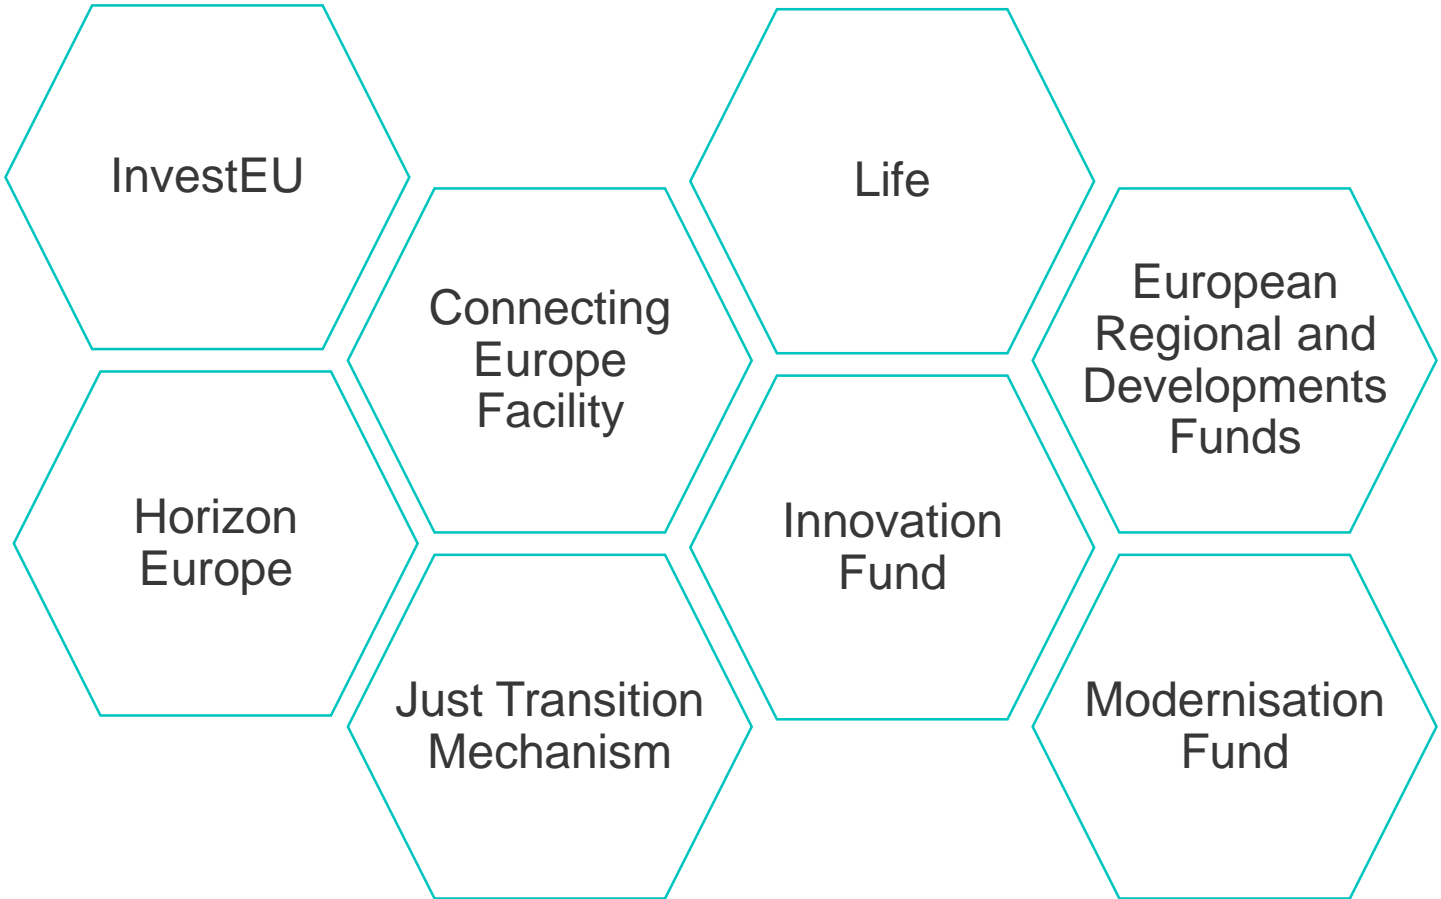 InvestEU
Life
Connecting
Europe
Facility
European
Regional and
Developments
Funds
Horizon
Europe
Innovation
Fund
Just Transition
Mechanism
Modernisation
Fund